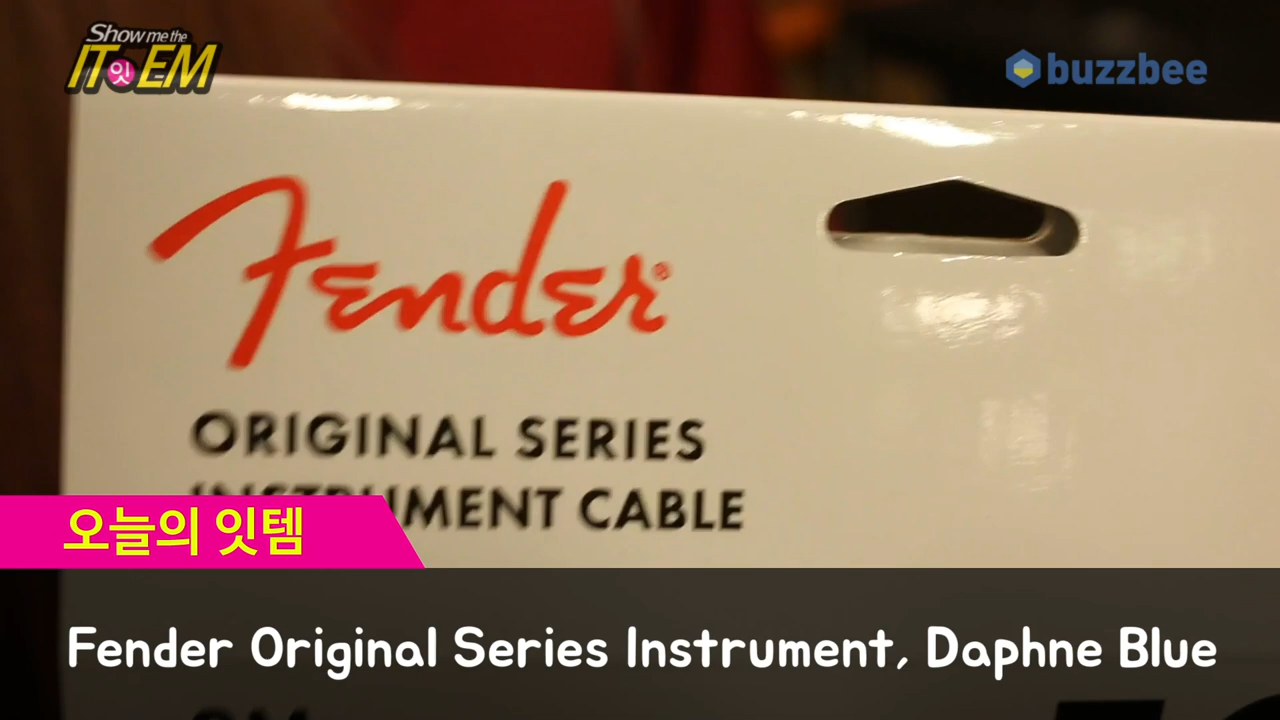 Show me the
IT잇EM
buzzbee
Fender®
ORIGINAL SERIES
INSTRUMENT CABLE
오늘의 잇템
Fender Original Series Instrument, Daphne Blue